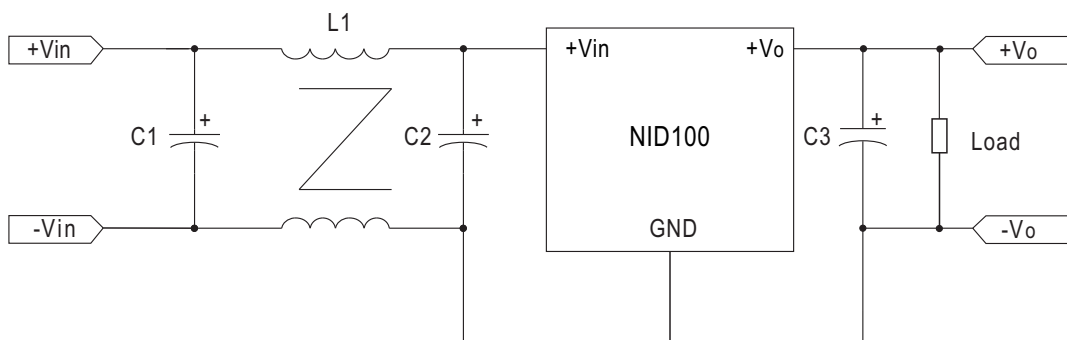 L1
+Vin
+Vin
+Vo
+Vo
C1
+
C2
+
NID100
C3
+
Load
-Vin
GND
-Vo